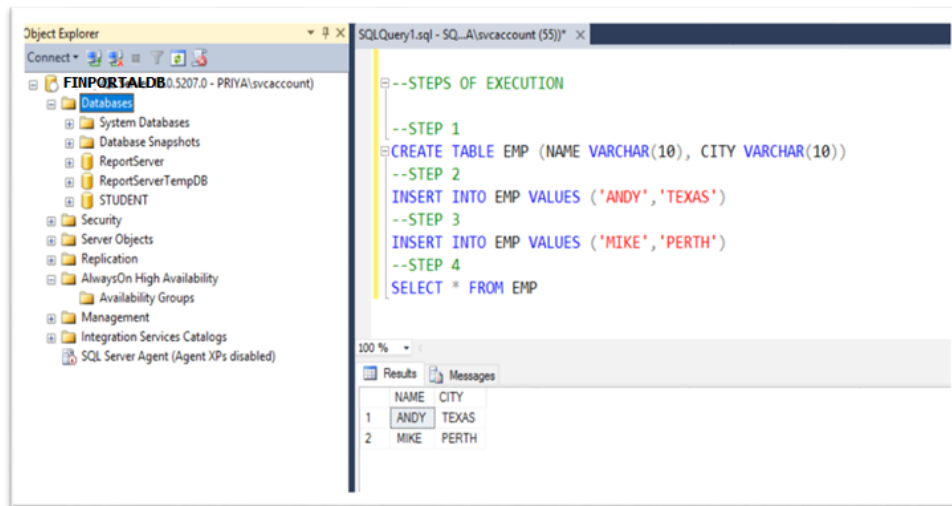 Object Explorer
Connect
FINPORTALDB 0.5207.0 - PRIYA\svcaccount)
Databases
System Databases
Database Snapshots
ReportServer
ReportServerTempDB
STUDENT
Security
Server Objects
Replication
AlwaysOn High Availability
Availability Groups
Management
Integration Services Catalogs
SQL Server Agent (Agent XPs disabled)
SQLQuery1.sql - SQ...A\svcaccount (55))*
--STEPS OF EXECUTION
--STEP 1
CREATE TABLE EMP (NAME VARCHAR(10), CITY VARCHAR(10))
--STEP 2
INSERT INTO EMP VALUES ('ANDY','TEXAS')
--STEP 3
INSERT INTO EMP VALUES ('MIKE','PERTH')
--STEP 4
SELECT * FROM EMP
100 %
Results Messages
NAME CITY
1 ANDY TEXAS
2 MIKE PERTH